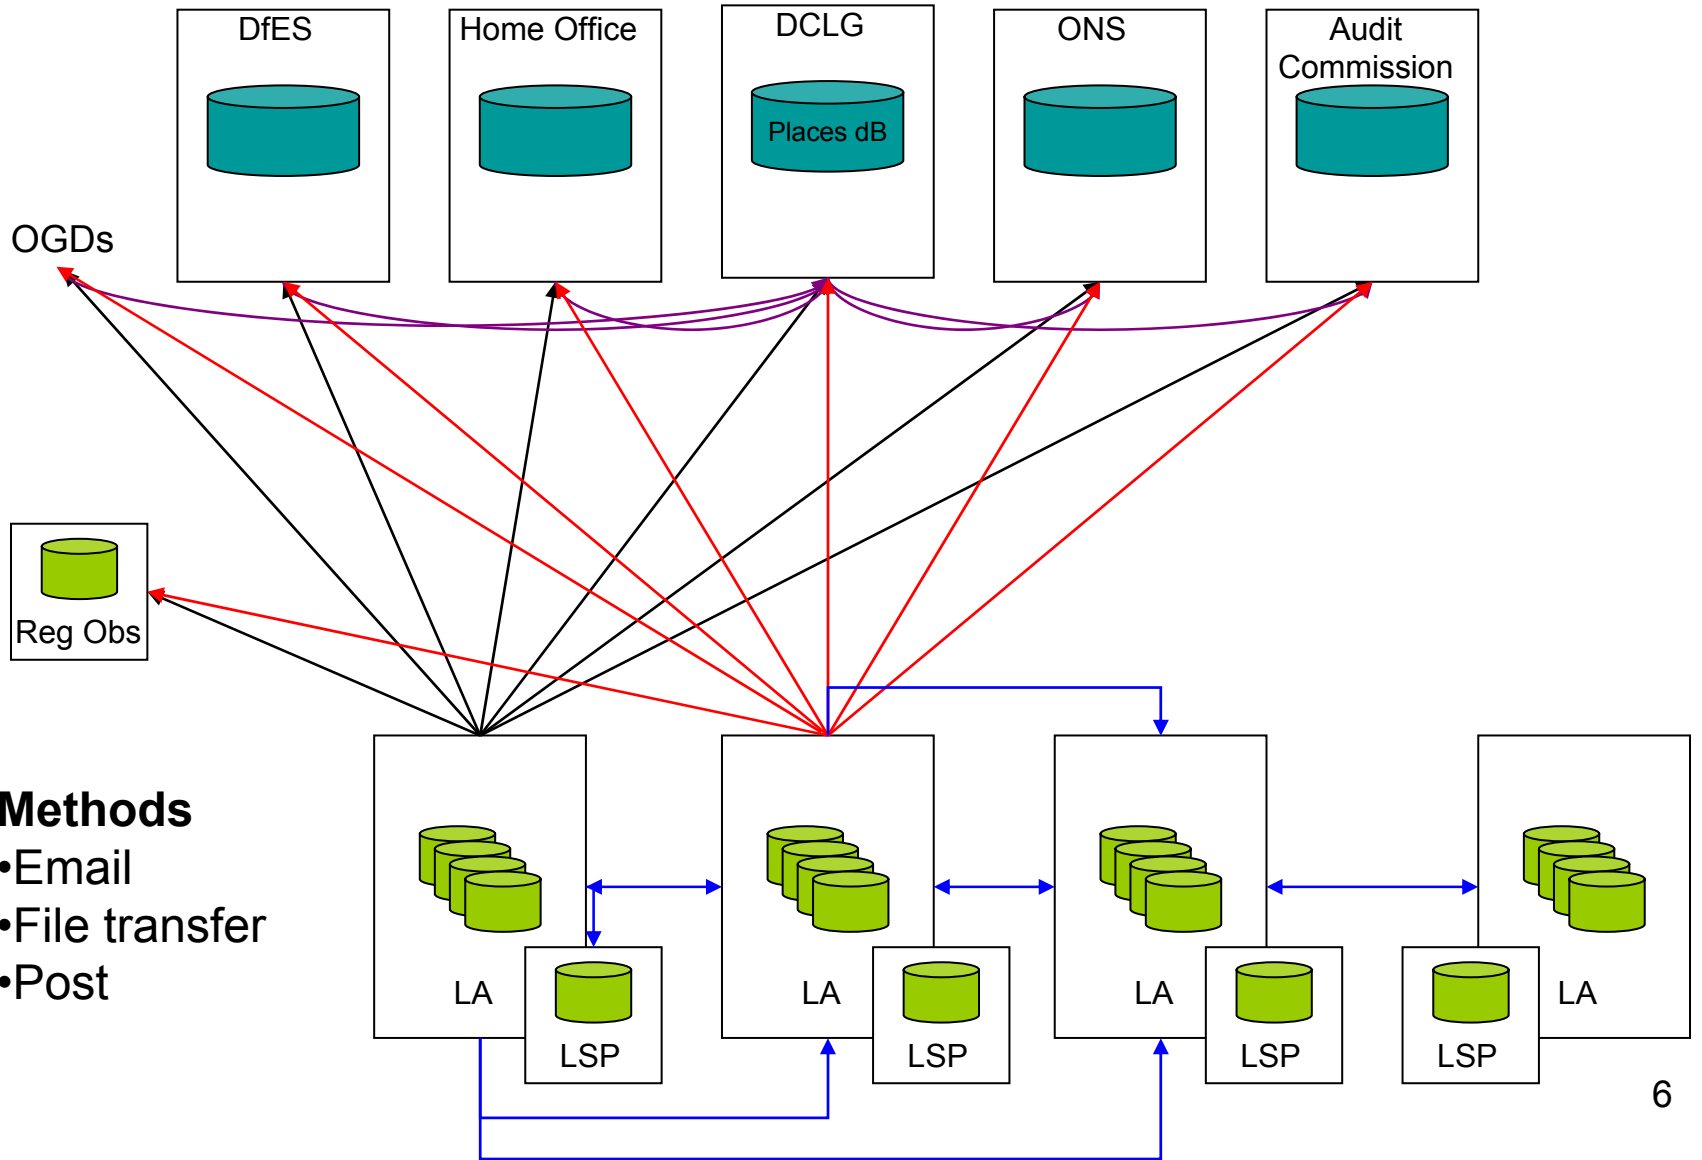 DfES
Home Office
DCLG
ONS
Audit
Commission
Places dB
OGDs
Reg Obs
Methods
•Email
•File transfer
•Post
LA
LA
LA
LA
LSP
LSP
LSP
LSP
6